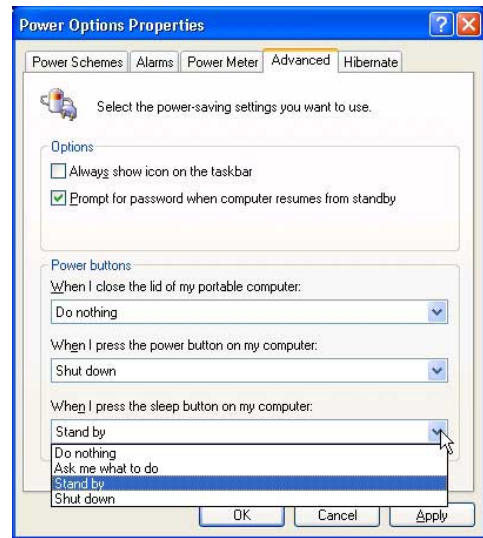 Power Options Properties
Power Schemes Alarms Power Meter Advanced Hibernate
Select the power-saving settings you want to use.
Options
Always show icon on the taskbar
Prompt for password when computer resumes from standby
Power buttons
When I close the lid of my portable computer:
Do nothing
When I press the power button on my computer:
Shut down
When I press the sleep button on my computer:
Stand by
Do nothing
Ask me what to do
Stand by
Shut down
OK Cancel Apply